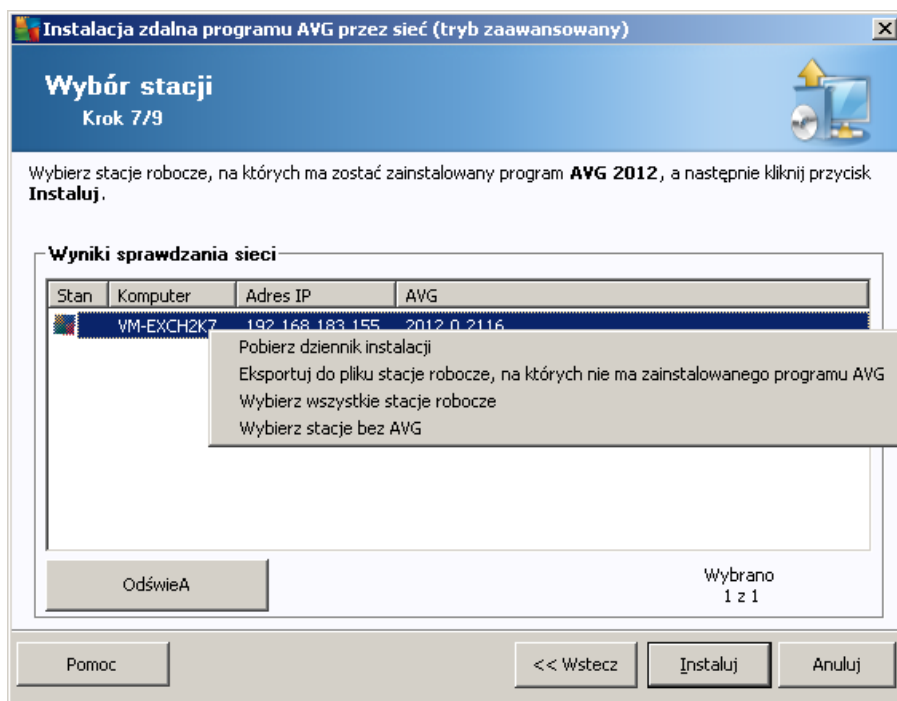 Instalacja zdalna programu AVG przez sieć (tryb zaawansowany)
Wybór stacji
Krok 7/9
Wybierz stacje robocze, na których ma zostać zainstalowany program AVG 2012, a następnie kliknij przycisk
Instaluj.
Wyniki sprawdzania sieci
Stan Komputer Adres IP AVG
VM-EXCH2K7 192.168.183.155 2012.0.2116
Pobierz dziennik instalacji
Eksportuj do pliku stacje robocze, na których nie ma zainstalowanego programu AVG
Wybierz wszystkie stacje robocze
Wybierz stacje bez AVG
OdświeA
Wybrano
1 z 1
Pomoc << Wstecz Instaluj Anuluj